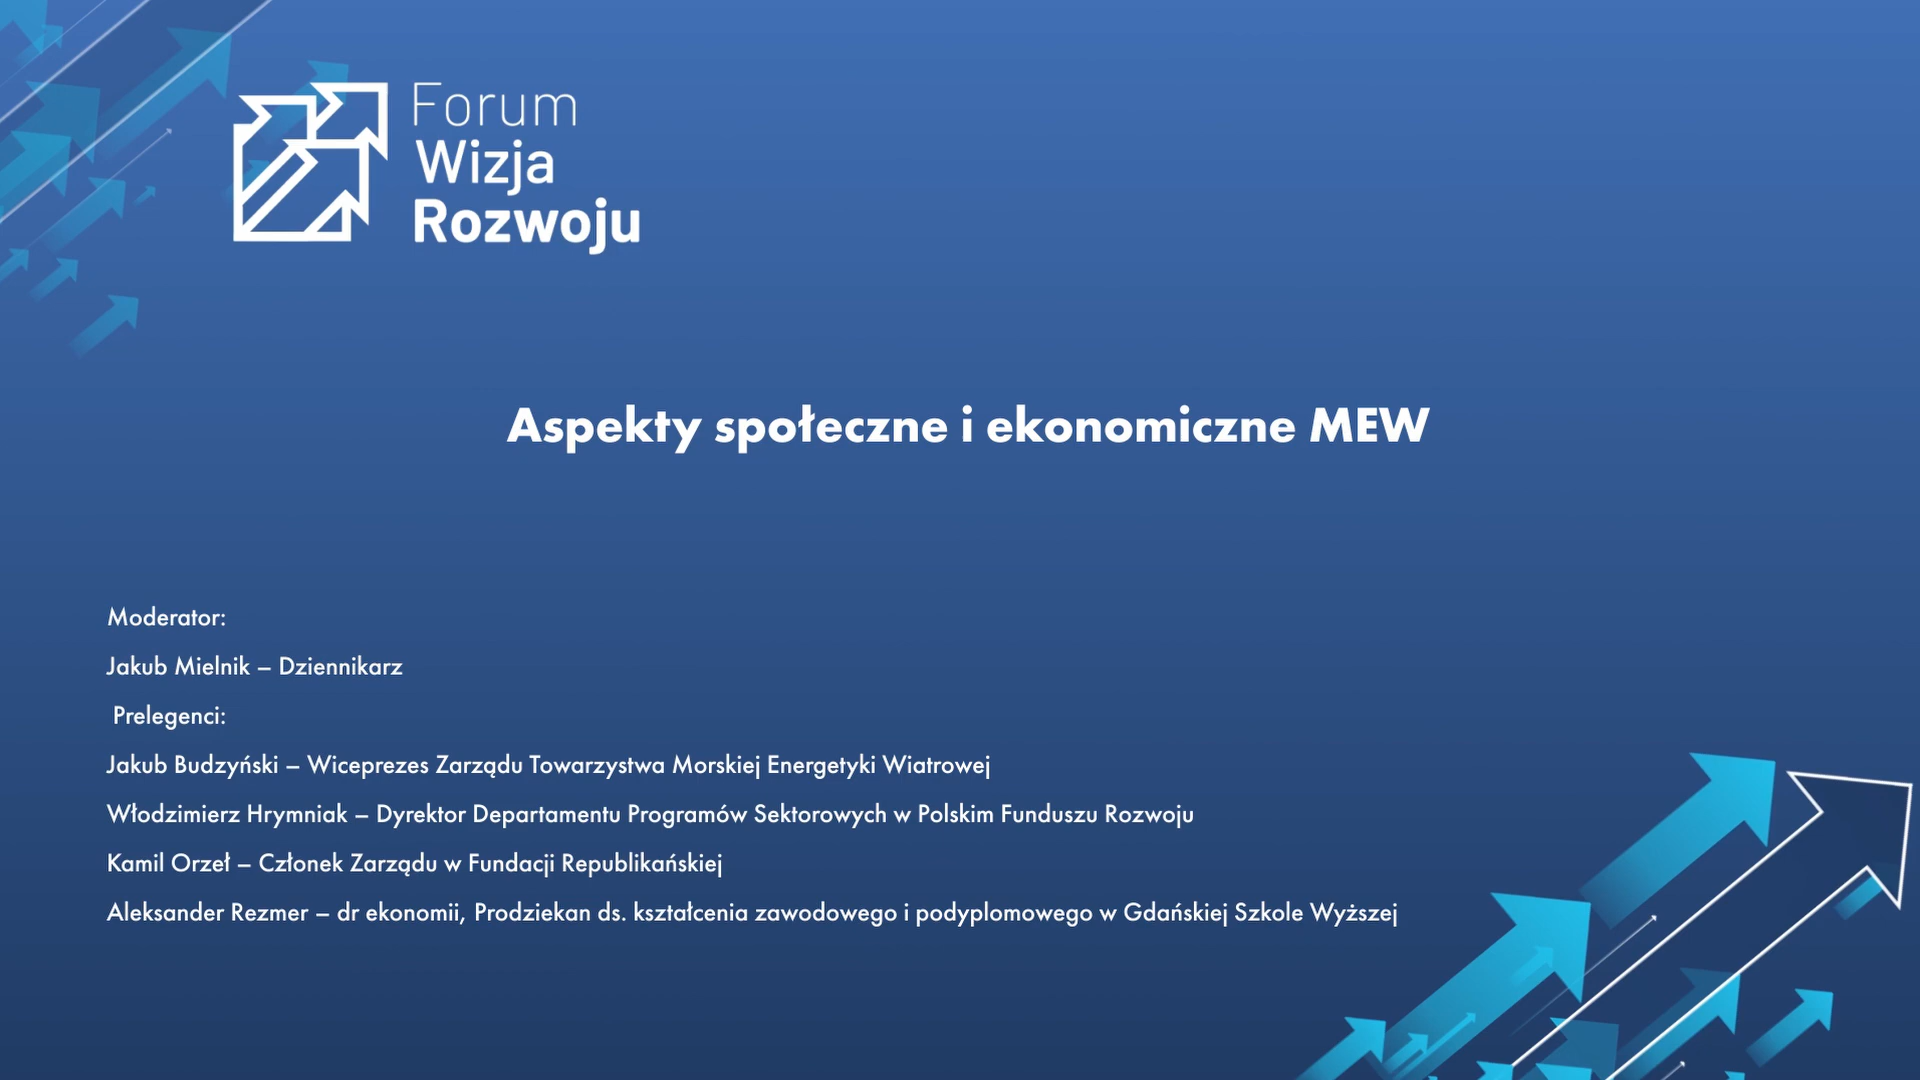 Forum
Wizja
Rozwoju
Aspekty społeczne i ekonomiczne MEW
Moderator:
Jakub Mielnik – Dziennikarz
Prelegenci:
Jakub Budzyński – Wiceprezes Zarządu Towarzystwa Morskiej Energetyki Wiatrowej
Włodzimierz Hrymniak – Dyrektor Departamentu Programów Sektorowych w Polskim Funduszu Rozwoju
Kamil Orzeł – Członek Zarządu w Fundacji Republikańskiej
Aleksander Rezmer – dr ekonomii, Prodziekan ds. kształcenia zawodowego i podyplomowego w Gdańskiej Szkole Wyższej